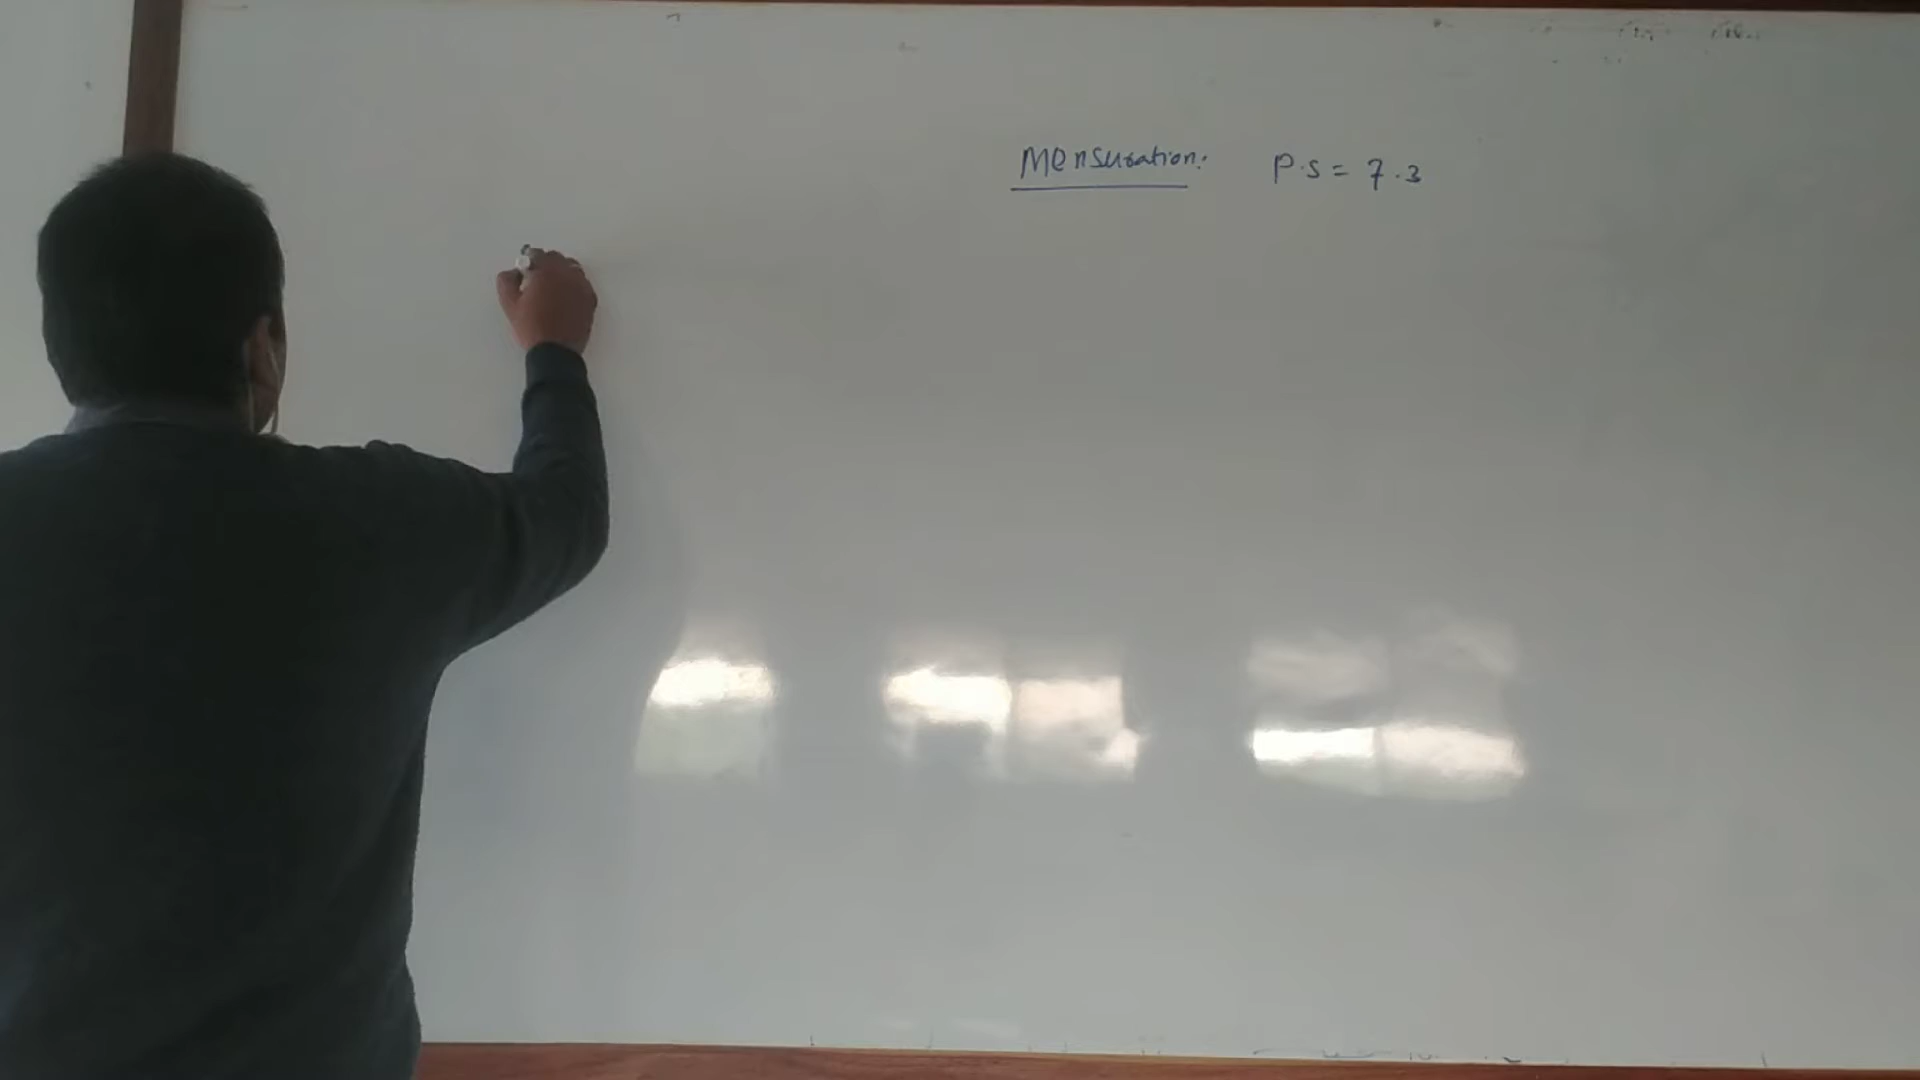 Mensuration: P.S = 7.3